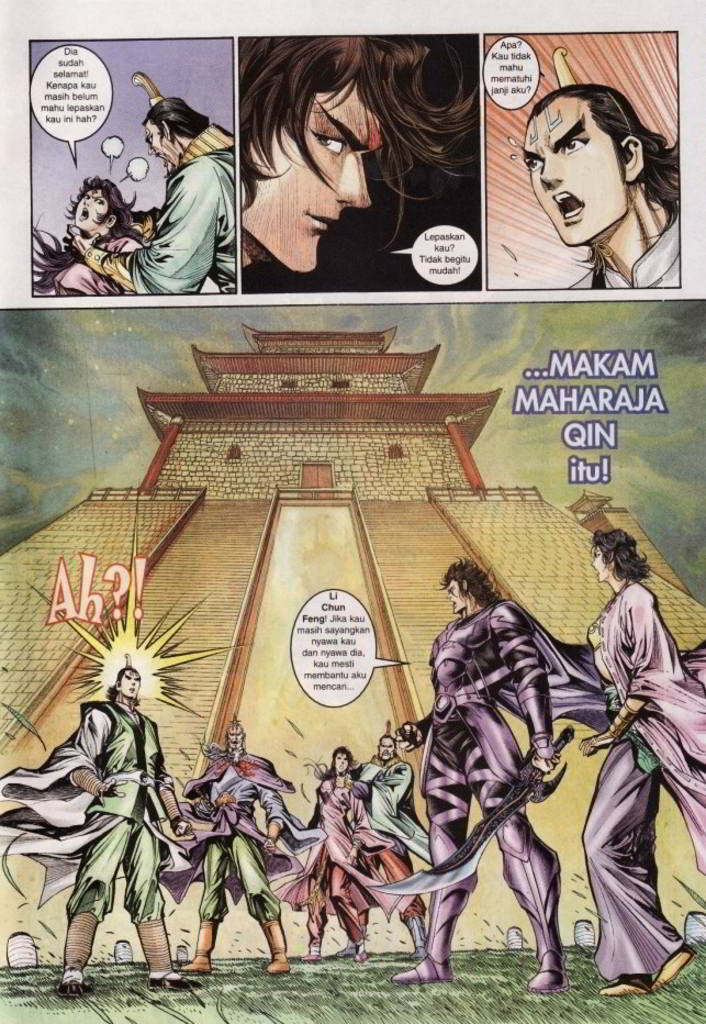 Dia
sudah
selamat!
Kenapa kau
masih belum
mahu lepaskan
kau ini hah?
Lepaskan
kau?
Tidak begitu
mudah!
Apa?
Kau tidak
mahu
mematuhi
janji aku?
Ah?!
Li
Chun
Feng! Jika kau
masih sayangkan
nyawa kau
dan nyawa dia,
kau mesti
membantu aku
mencari...
...MAKAM
MAHARAJA
QIN
itu!